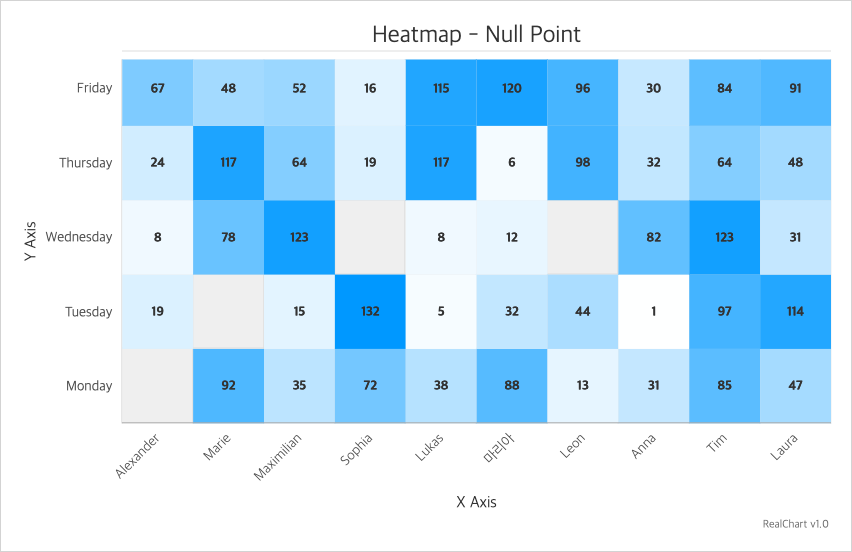 Heatmap - Null Point
Y Axis
Friday 67 48 52 16 115 120 96 30 84 91
Thursday 24 117 64 19 117 6 98 32 64 48
Wednesday 8 78 123 8 12 82 123 31
Tuesday 19 15 132 5 32 44 1 97 114
Monday 92 35 72 38 88 13 31 85 47
Alexander Marie Maximilian Sophia Lukas 마리아 Leon Anna Tim Laura
X Axis
RealChart v1.0